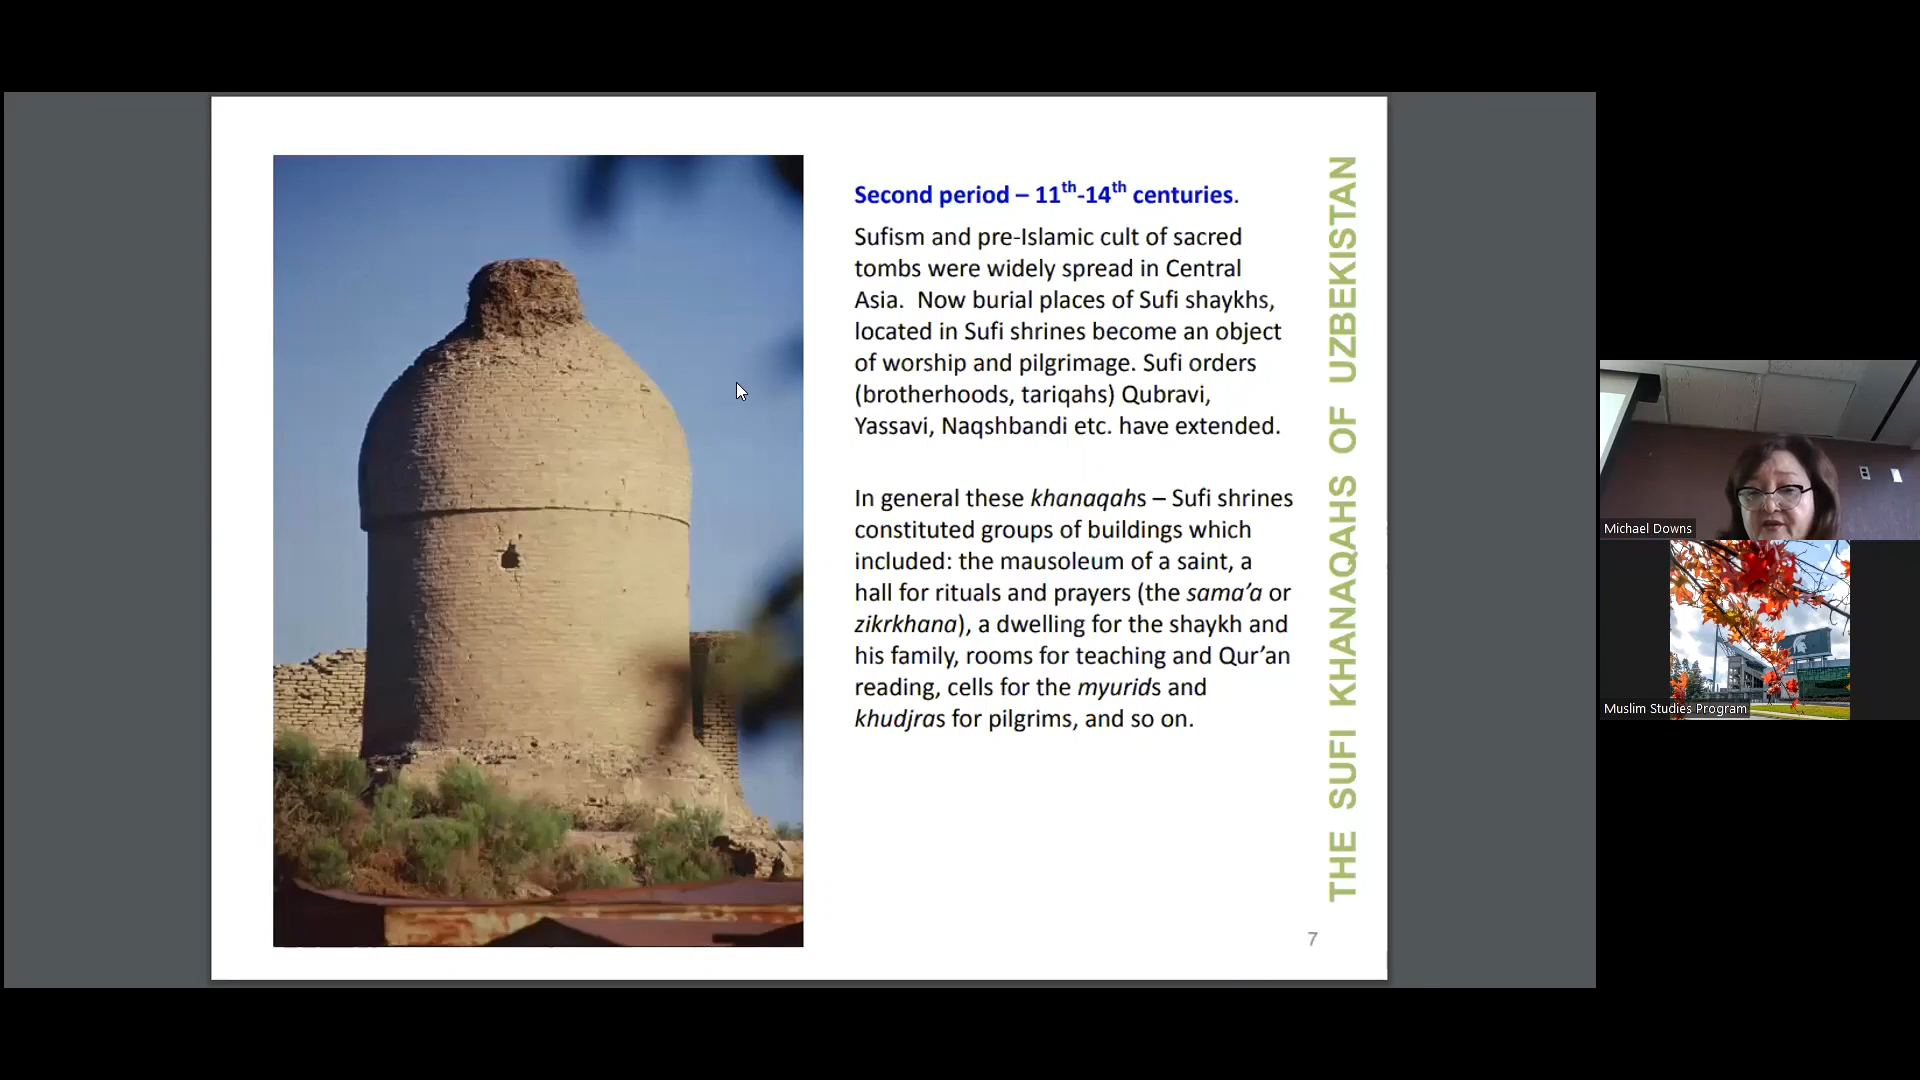 Second period – 11th-14th centuries.
Sufism and pre-Islamic cult of sacred
tombs were widely spread in Central
Asia.  Now burial places of Sufi shaykhs,
located in Sufi shrines become an object
of worship and pilgrimage. Sufi orders
(brotherhoods, tariqahs) Qubravi,
Yassavi, Naqshbandi etc. have extended.
In general these khanaqahs – Sufi shrines
constituted groups of buildings which
included: the mausoleum of a saint, a
hall for rituals and prayers (the sama’a or
zikrkhana), a dwelling for the shaykh and
his family, rooms for teaching and Qur’an
reading, cells for the myurids and
khudjras for pilgrims, and so on.
THE SUFI KHANAQAHS OF UZBEKISTAN
7
Michael Downs
Muslim Studies Program